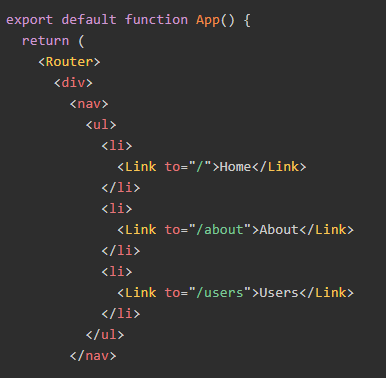 export default function App() {
  return (
    <Router>
      <div>
        <nav>
          <ul>
            <li>
              <Link to="/">Home</Link>
            </li>
            <li>
              <Link to="/about">About</Link>
            </li>
            <li>
              <Link to="/users">Users</Link>
            </li>
          </ul>
        </nav>